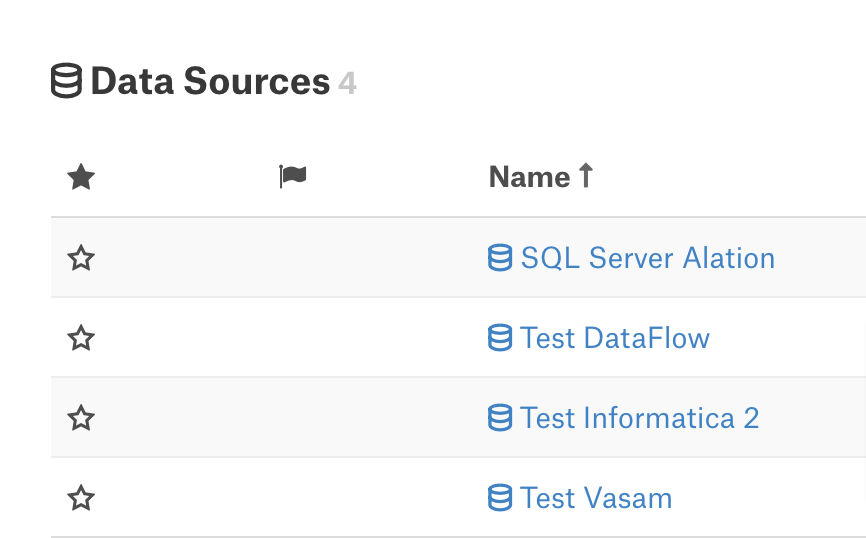 Data Sources 4
Name ↑
SQL Server Alation
Test DataFlow
Test Informatica 2
Test Vasam